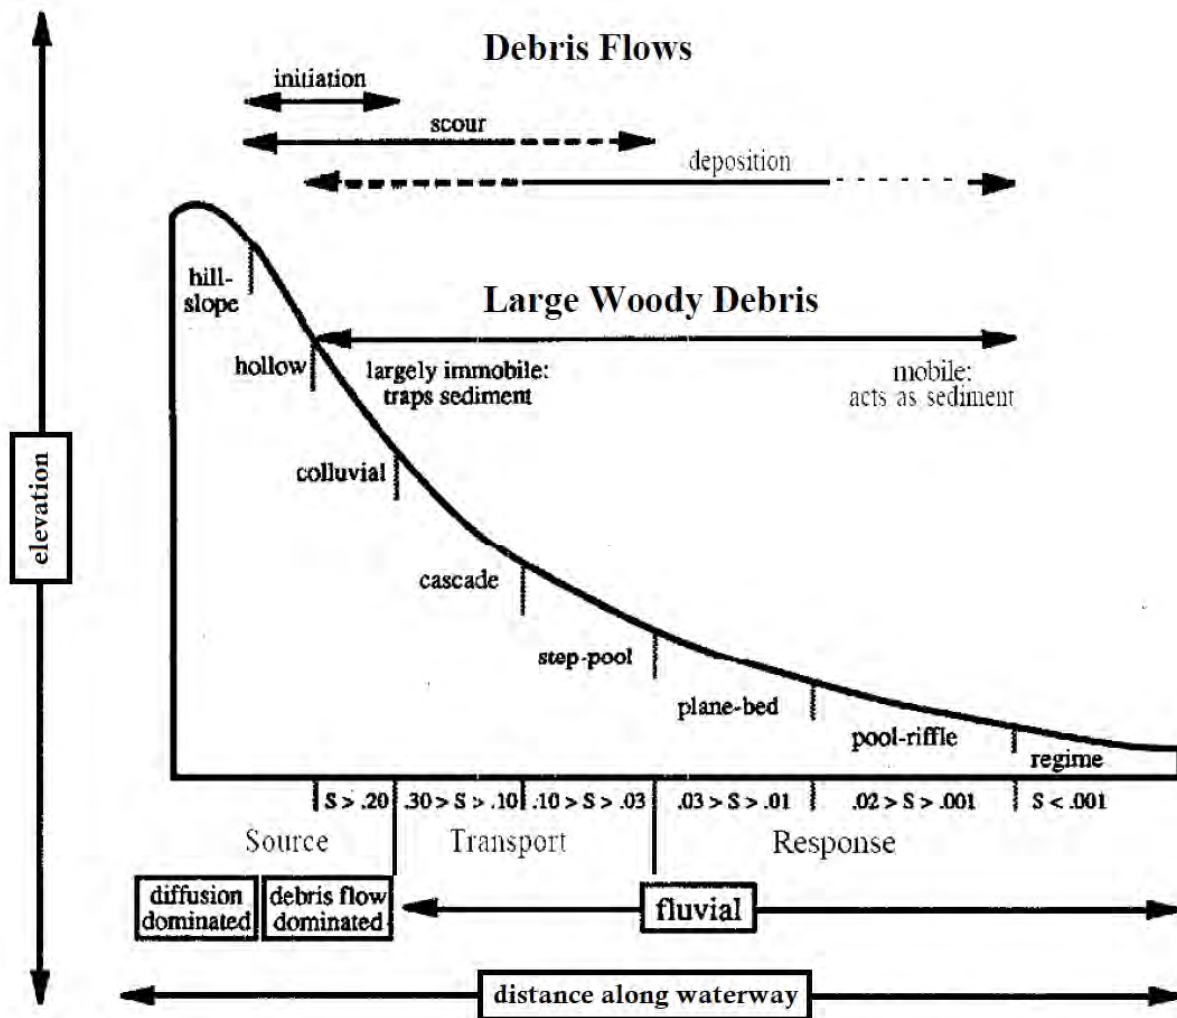 Debris Flows
initiation
scour
deposition
hill-
slope
Large Woody Debris
hollow
largely immobile:
traps sediment
mobile:
acts as sediment
colluvial
elevation
cascade
step-pool
plane-bed
pool-riffle
regime
S > .20
.30 > S > .10
.10 > S > .03
.03 > S > .01
.02 > S > .001
S < .001
Source
Transport
Response
diffusion
dominated
debris flow
dominated
fluvial
distance along waterway